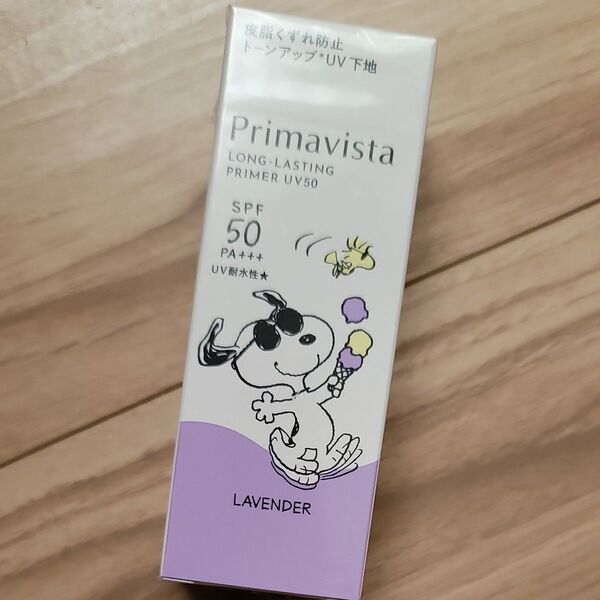 皮脂くずれ防止
トーンアップ*UV下地
Primavista
LONG-LASTING
PRIMER UV50
SPF
50
PA+++
UV耐水性★
LAVENDER